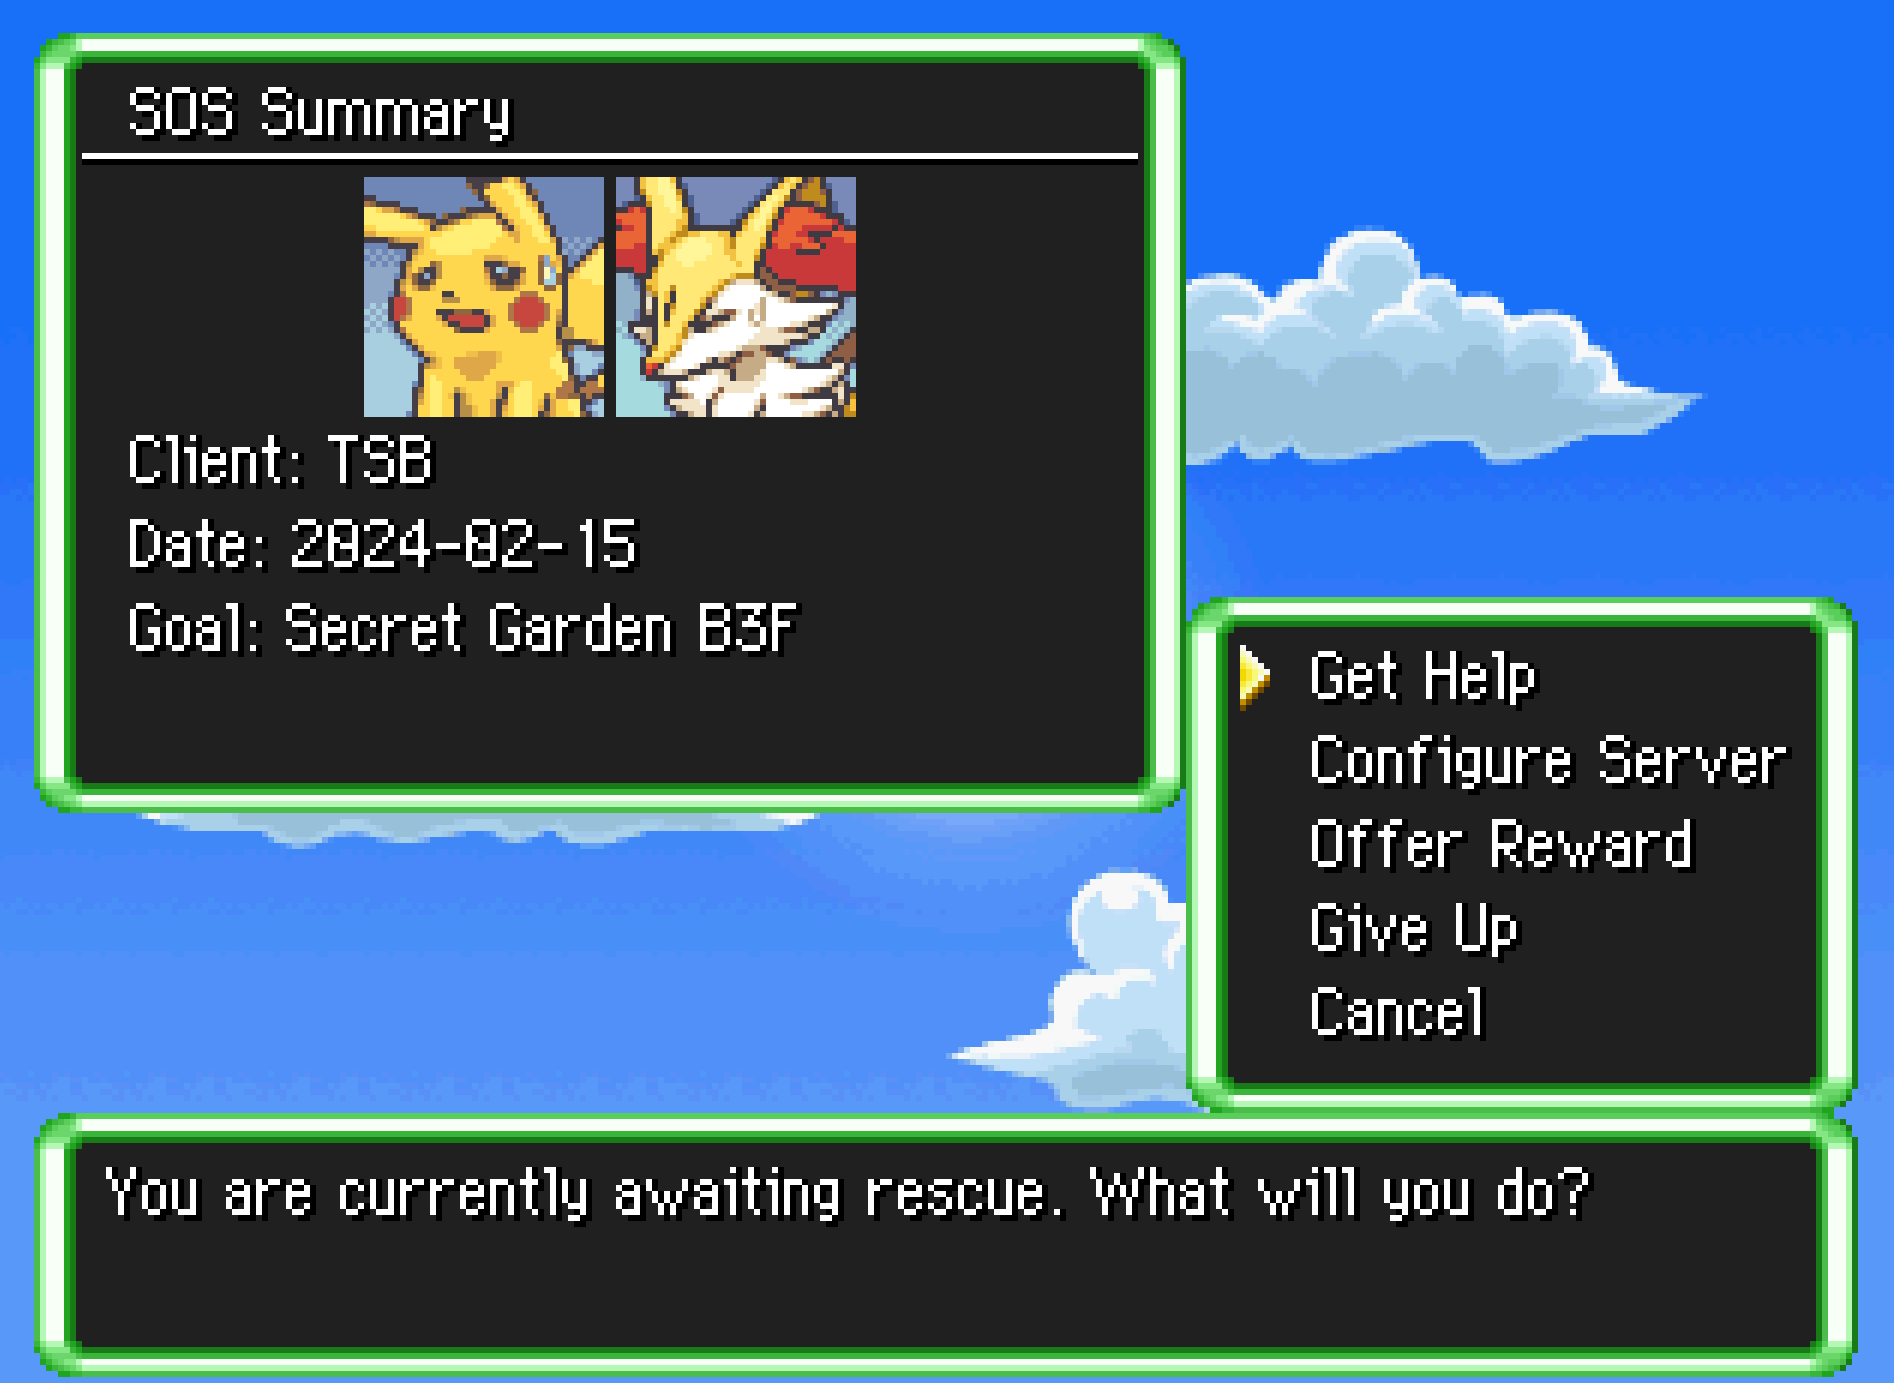 SOS Summary
Client: TSB
Date: 2024-02-15
Goal: Secret Garden B3F
Get Help
Configure Server
Offer Reward
Give Up
Cancel
You are currently awaiting rescue. What will you do?